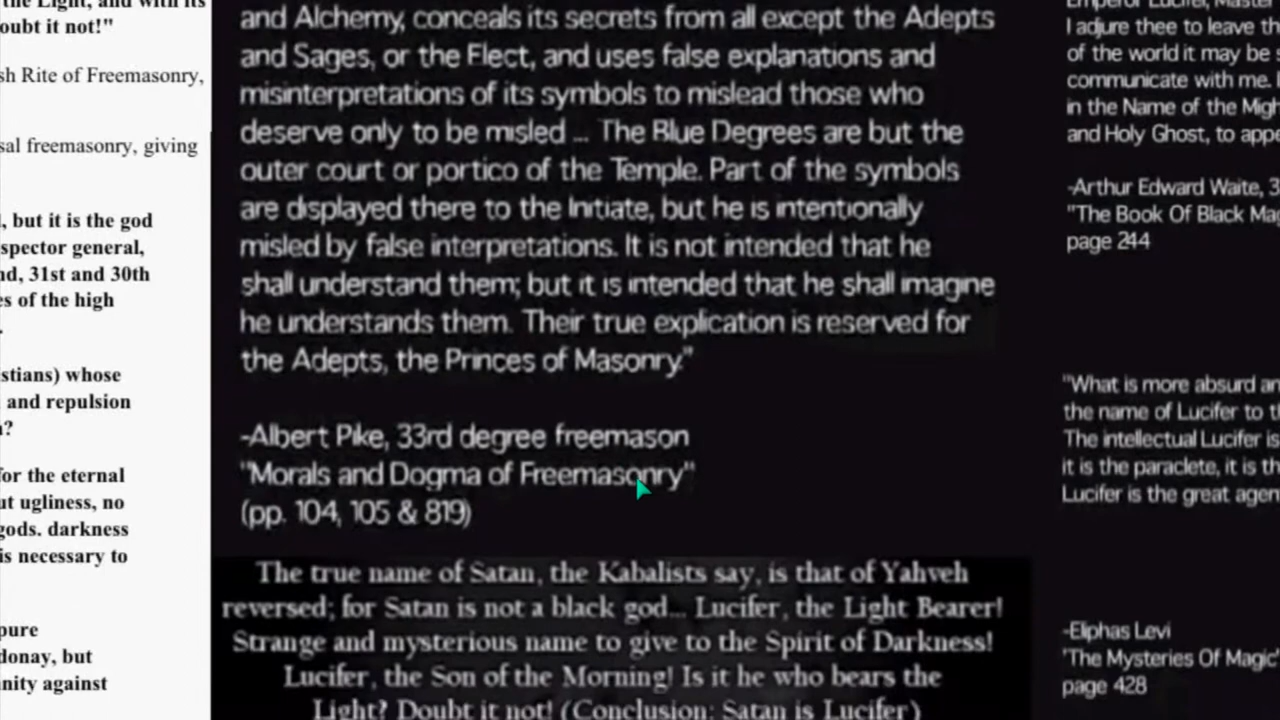 the Light, and with its
oubt it not!"
sh Rite of Freemasonry,
sal freemasonry, giving
, but it is the god
spector general,
nd, 31st and 30th
es of the high
.
stians) whose
and repulsion
n?
for the eternal
ut ugliness, no
gods. darkness
is necessary to
pure
donay, but
nity against
and Alchemy, conceals its secrets from all except the Adepts
and Sages, or the Elect, and uses false explanations and
misinterpretations of its symbols to mislead those who
deserve only to be misled ... The Blue Degrees are but the
outer court or portico of the Temple. Part of the symbols
are displayed there to the Initiate, but he is intentionally
misled by false interpretations. It is not intended that he
shall understand them; but it is intended that he shall imagine
he understands them. Their true explication is reserved for
the Adepts, the Princes of Masonry."
-Albert Pike, 33rd degree freemason
"Morals and Dogma of Freemasonry"
(pp. 104, 105 & 819)
The true name of Satan, the Kabalists say, is that of Yahveh
reversed; for Satan is not a black god... Lucifer, the Light Bearer!
Strange and mysterious name to give to the Spirit of Darkness!
Lucifer, the Son of the Morning! Is it he who bears the
Light? Doubt it not! (Conclusion: Satan is Lucifer)
Emperor Lucifer, Master
I adjure thee to leave th
of the world it may be
communicate with me.
in the Name of the Migh
and Holy Ghost, to appe
-Arthur Edward Waite, 3
"The Book Of Black Ma
page 244
"What is more absurd an
the name of Lucifer to t
The intellectual Lucifer is
it is the paraclete, it is th
Lucifer is the great agen
-Eliphas Levi
'The Mysteries Of Magic'
page 428